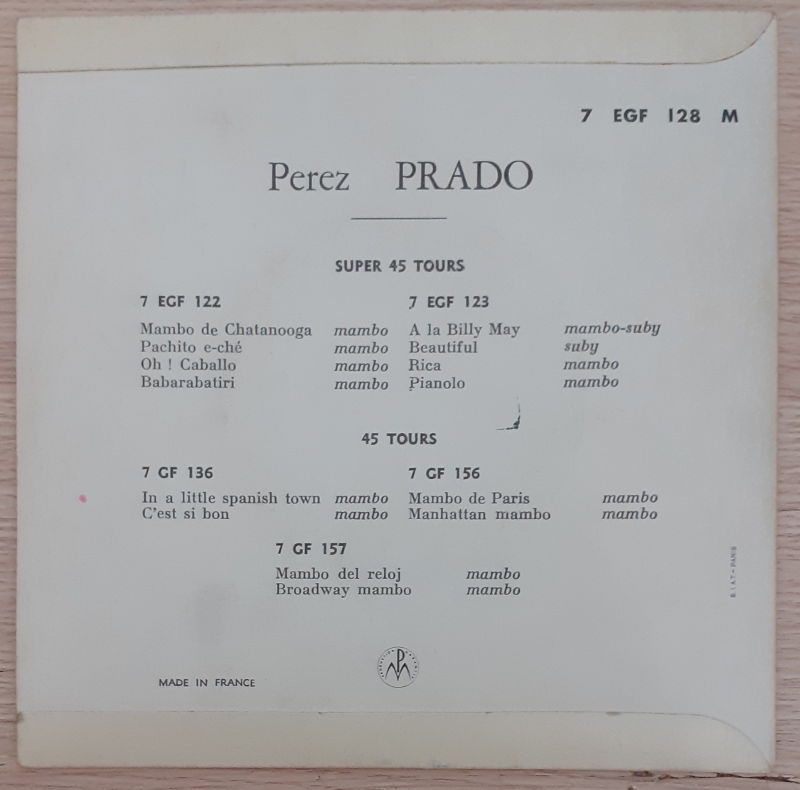 7 EGF 128 M
Perez PRADO
SUPER 45 TOURS
7 EGF 122
Mambo de Chatanooga mambo
Pachito e-ché mambo
Oh ! Caballo mambo
Babarabatiri mambo
7 EGF 123
A la Billy May mambo-suby
Beautiful suby
Rica mambo
Pianolo mambo
45 TOURS
7 GF 136
In a little spanish town mambo
C'est si bon mambo
7 GF 156
Mambo de Paris mambo
Manhattan mambo mambo
7 GF 157
Mambo del reloj mambo
Broadway mambo mambo
MADE IN FRANCE